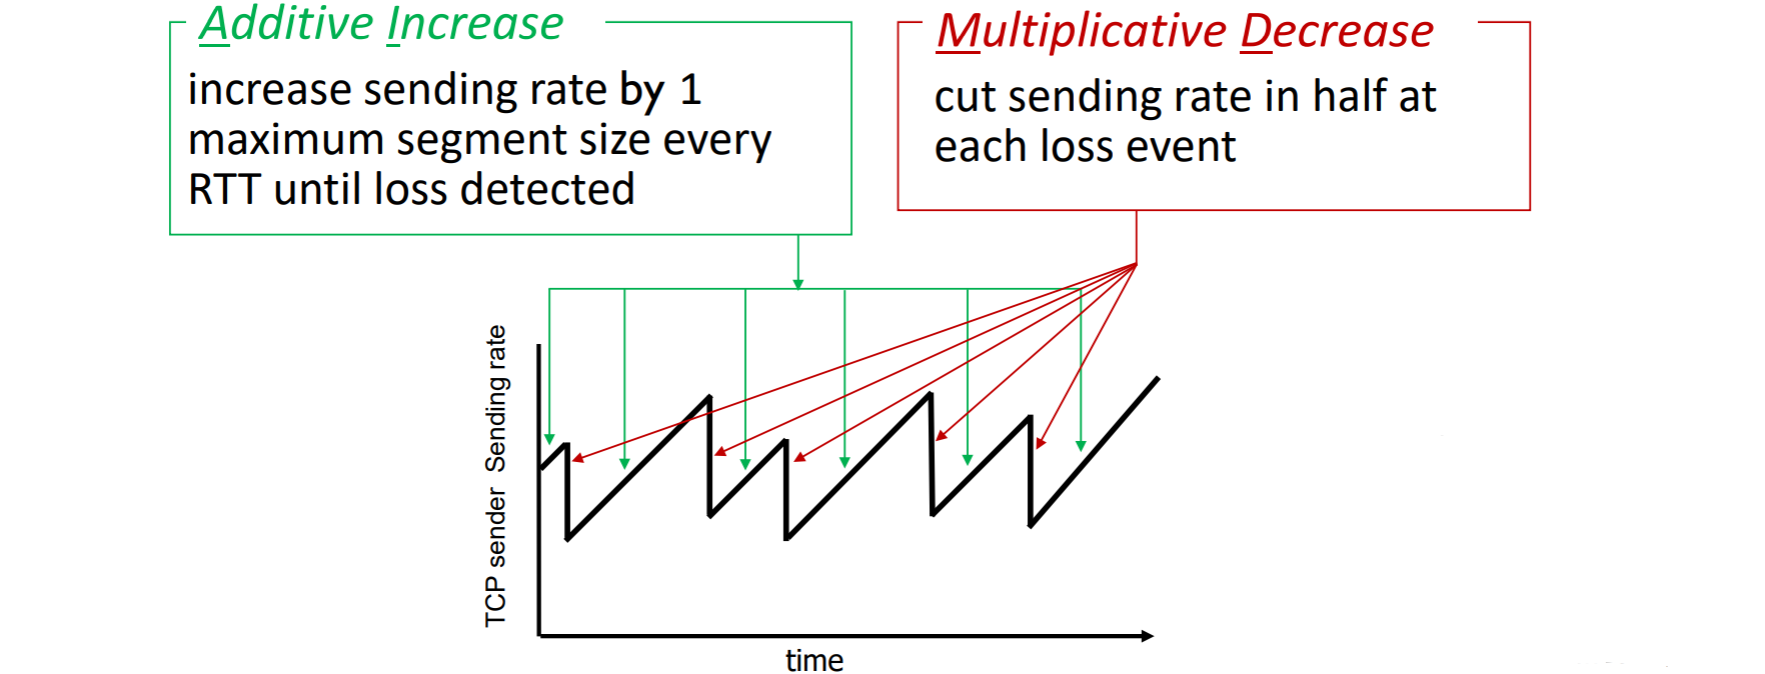 Additive Increase
increase sending rate by 1
maximum segment size every
RTT until loss detected
Multiplicative Decrease
cut sending rate in half at
each loss event
TCP sender Sending rate
time